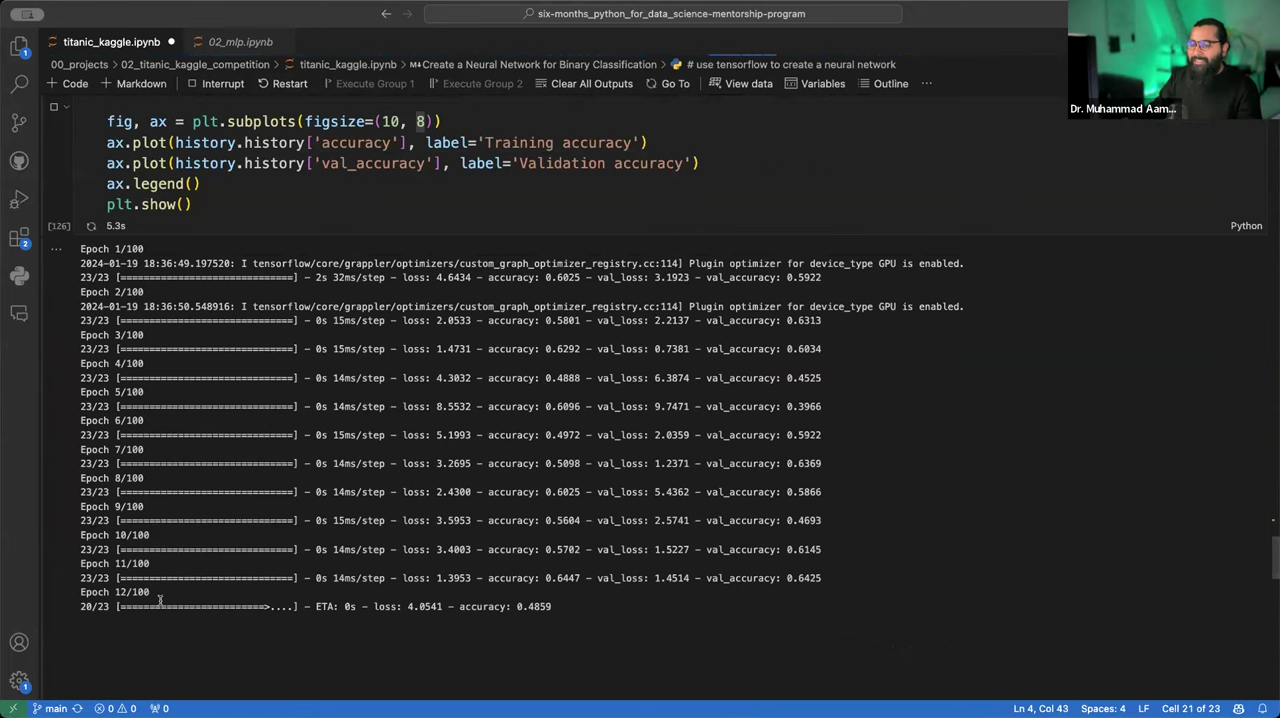 six-months_python_for_data_science-mentorship-program
titanic_kaggle.ipynb
02_mlp.ipynb
00_projects > 02_titanic_kaggle_competition > titanic_kaggle.ipynb > M↓Create a Neural Network for Binary Classification > # use tensorflow to create a neural network
+ Code + Markdown Interrupt Restart Execute Group 1 Execute Group 2 Clear All Outputs Go To View data Variables Outline ...
Dr. Muhammad Aam...
fig, ax = plt.subplots(figsize=(10, 8))
ax.plot(history.history['accuracy'], label='Training accuracy')
ax.plot(history.history['val_accuracy'], label='Validation accuracy')
ax.legend()
plt.show()
[126] 5.3s Python
... Epoch 1/100
2024-01-19 18:36:49.197520: I tensorflow/core/grappler/optimizers/custom_graph_optimizer_registry.cc:114] Plugin optimizer for device_type GPU is enabled.
23/23 [==============================] - 2s 32ms/step - loss: 4.6434 - accuracy: 0.6025 - val_loss: 3.1923 - val_accuracy: 0.5922
Epoch 2/100
2024-01-19 18:36:50.548916: I tensorflow/core/grappler/optimizers/custom_graph_optimizer_registry.cc:114] Plugin optimizer for device_type GPU is enabled.
23/23 [==============================] - 0s 15ms/step - loss: 2.0533 - accuracy: 0.5801 - val_loss: 2.2137 - val_accuracy: 0.6313
Epoch 3/100
23/23 [==============================] - 0s 15ms/step - loss: 1.4731 - accuracy: 0.6292 - val_loss: 0.7381 - val_accuracy: 0.6034
Epoch 4/100
23/23 [==============================] - 0s 14ms/step - loss: 4.3032 - accuracy: 0.4888 - val_loss: 6.3874 - val_accuracy: 0.4525
Epoch 5/100
23/23 [==============================] - 0s 14ms/step - loss: 8.5532 - accuracy: 0.6096 - val_loss: 9.7471 - val_accuracy: 0.3966
Epoch 6/100
23/23 [==============================] - 0s 15ms/step - loss: 5.1993 - accuracy: 0.4972 - val_loss: 2.0359 - val_accuracy: 0.5922
Epoch 7/100
23/23 [==============================] - 0s 14ms/step - loss: 3.2695 - accuracy: 0.5098 - val_loss: 1.2371 - val_accuracy: 0.6369
Epoch 8/100
23/23 [==============================] - 0s 14ms/step - loss: 2.4300 - accuracy: 0.6025 - val_loss: 5.4362 - val_accuracy: 0.5866
Epoch 9/100
23/23 [==============================] - 0s 15ms/step - loss: 3.5953 - accuracy: 0.5604 - val_loss: 2.5741 - val_accuracy: 0.4693
Epoch 10/100
23/23 [==============================] - 0s 14ms/step - loss: 3.4003 - accuracy: 0.5702 - val_loss: 1.5227 - val_accuracy: 0.6145
Epoch 11/100
23/23 [==============================] - 0s 14ms/step - loss: 1.3953 - accuracy: 0.6447 - val_loss: 1.4514 - val_accuracy: 0.6425
Epoch 12/100
20/23 [=========================>....] - ETA: 0s - loss: 4.0541 - accuracy: 0.4859
1
2
1
main 0 0 0 Ln 4, Col 43 Spaces: 4 LF Cell 21 of 23